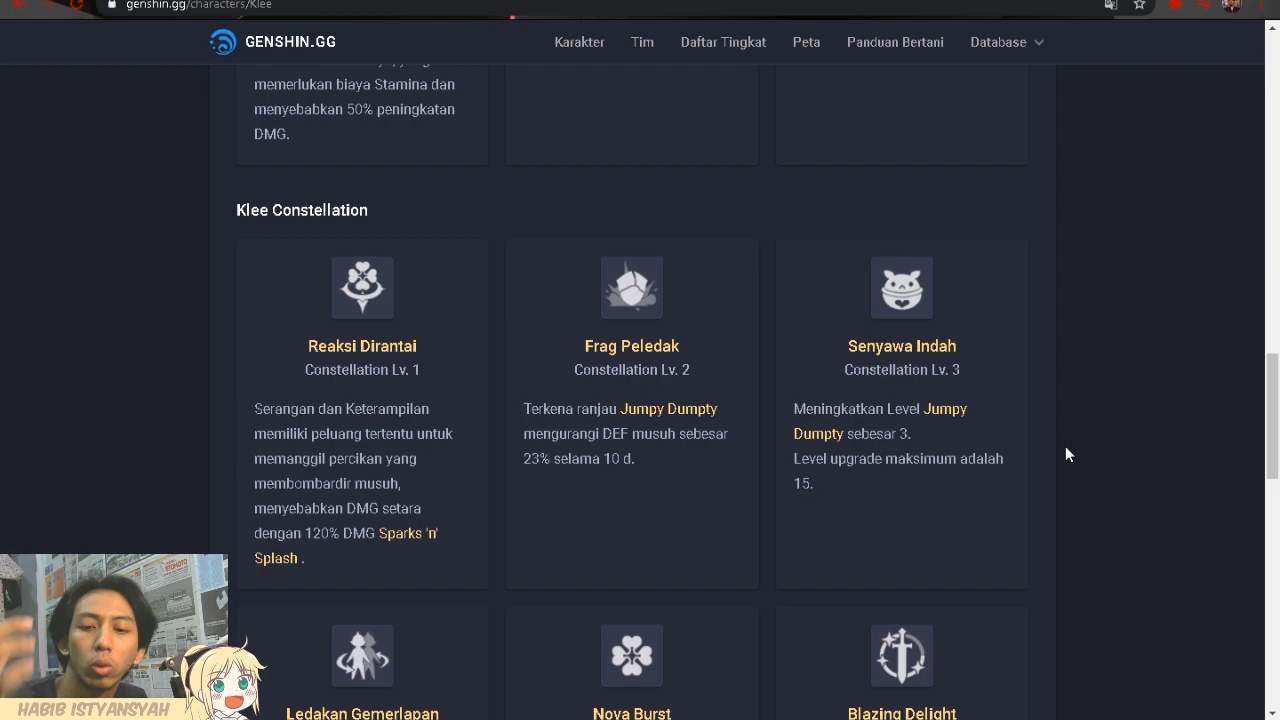 genshin.gg/characters/Klee
GENSHIN.GG
Karakter
Tim
Daftar Tingkat
Peta
Panduan Bertani
Database
memerlukan biaya Stamina dan
menyebabkan 50% peningkatan
DMG.
Klee Constellation
Reaksi Dirantai
Constellation Lv. 1
Serangan dan Keterampilan
memiliki peluang tertentu untuk
memanggil percikan yang
membombardir musuh,
menyebabkan DMG setara
dengan 120% DMG Sparks 'n'
Splash .
Frag Peledak
Constellation Lv. 2
Terkena ranjau Jumpy Dumpty
mengurangi DEF musuh sebesar
23% selama 10 d.
Senyawa Indah
Constellation Lv. 3
Meningkatkan Level Jumpy
Dumpty sebesar 3.
Level upgrade maksimum adalah
15.
Ledakan Gemerlapan
Nova Burst
Blazing Delight
HABIB ISTYANSYAH